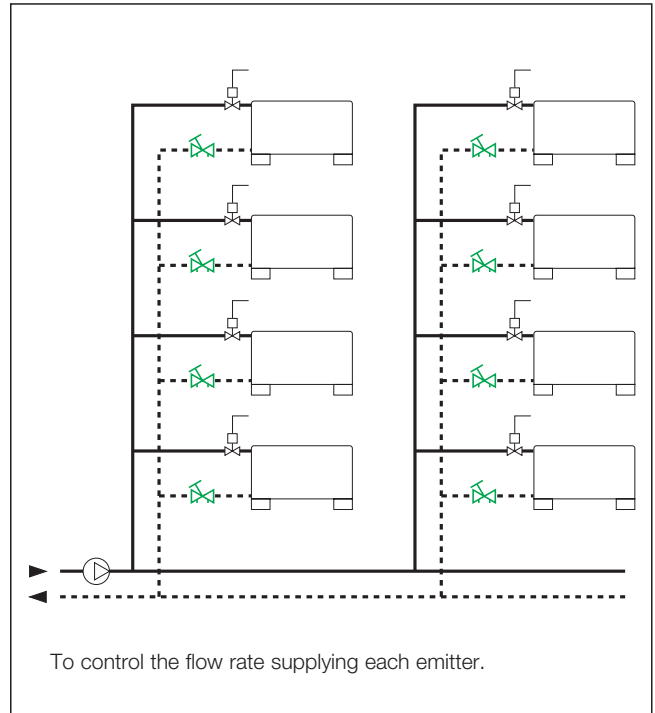 To control the flow rate supplying each emitter.